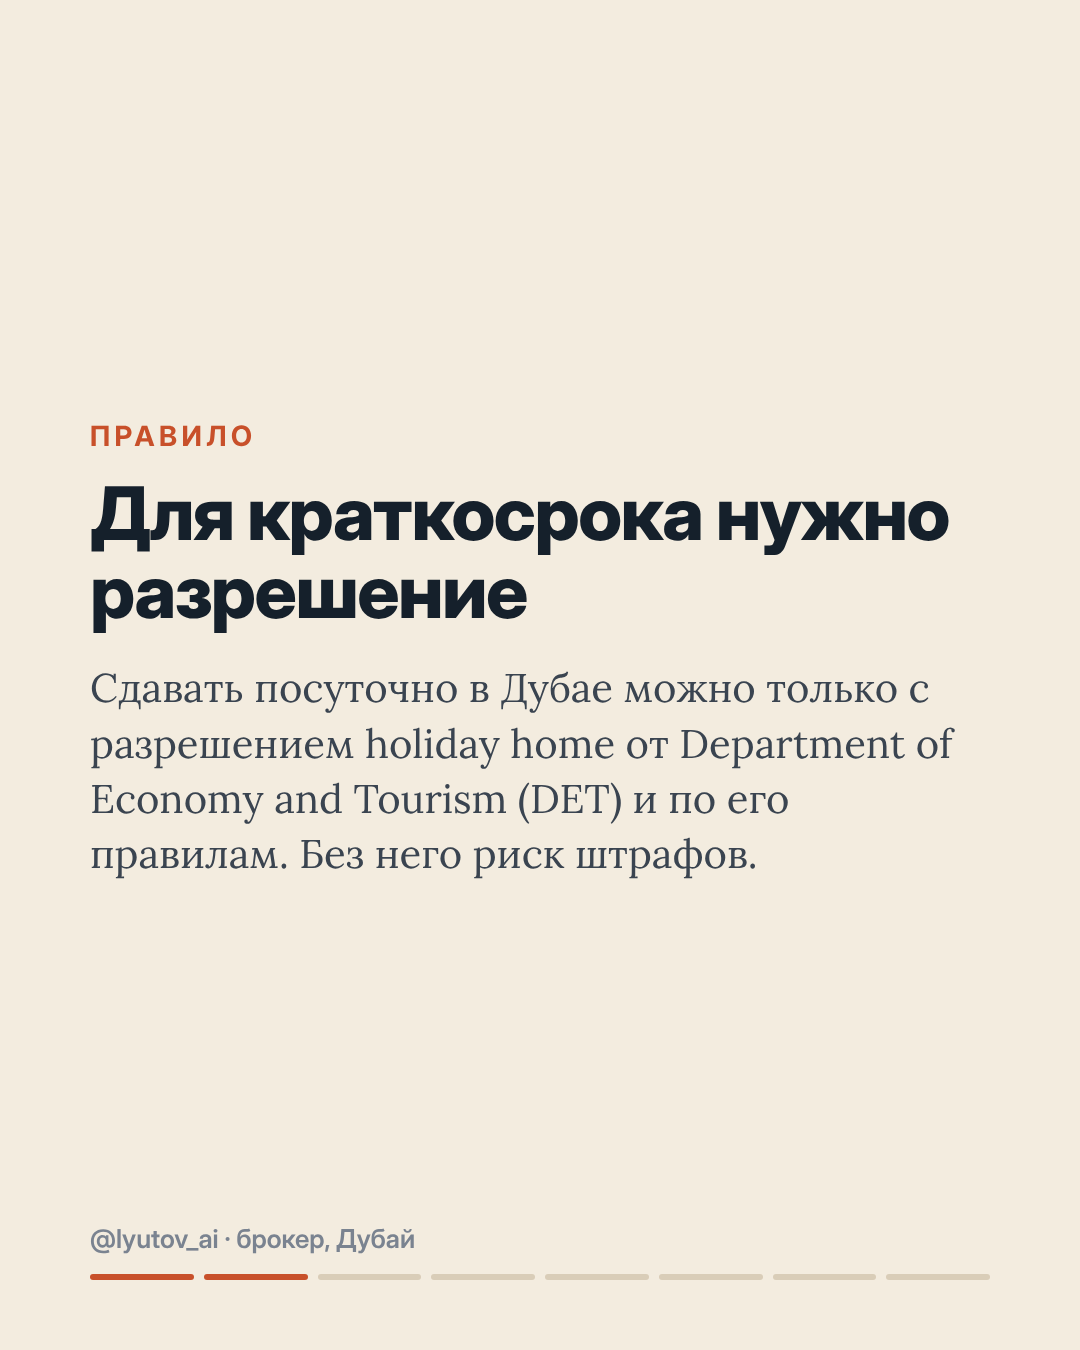 ПРАВИЛО
Для краткосрока нужно
разрешение
Сдавать посуточно в Дубае можно только с
разрешением holiday home от Department of
Economy and Tourism (DET) и по его
правилам. Без него риск штрафов.
@lyutov_ai · брокер, Дубай